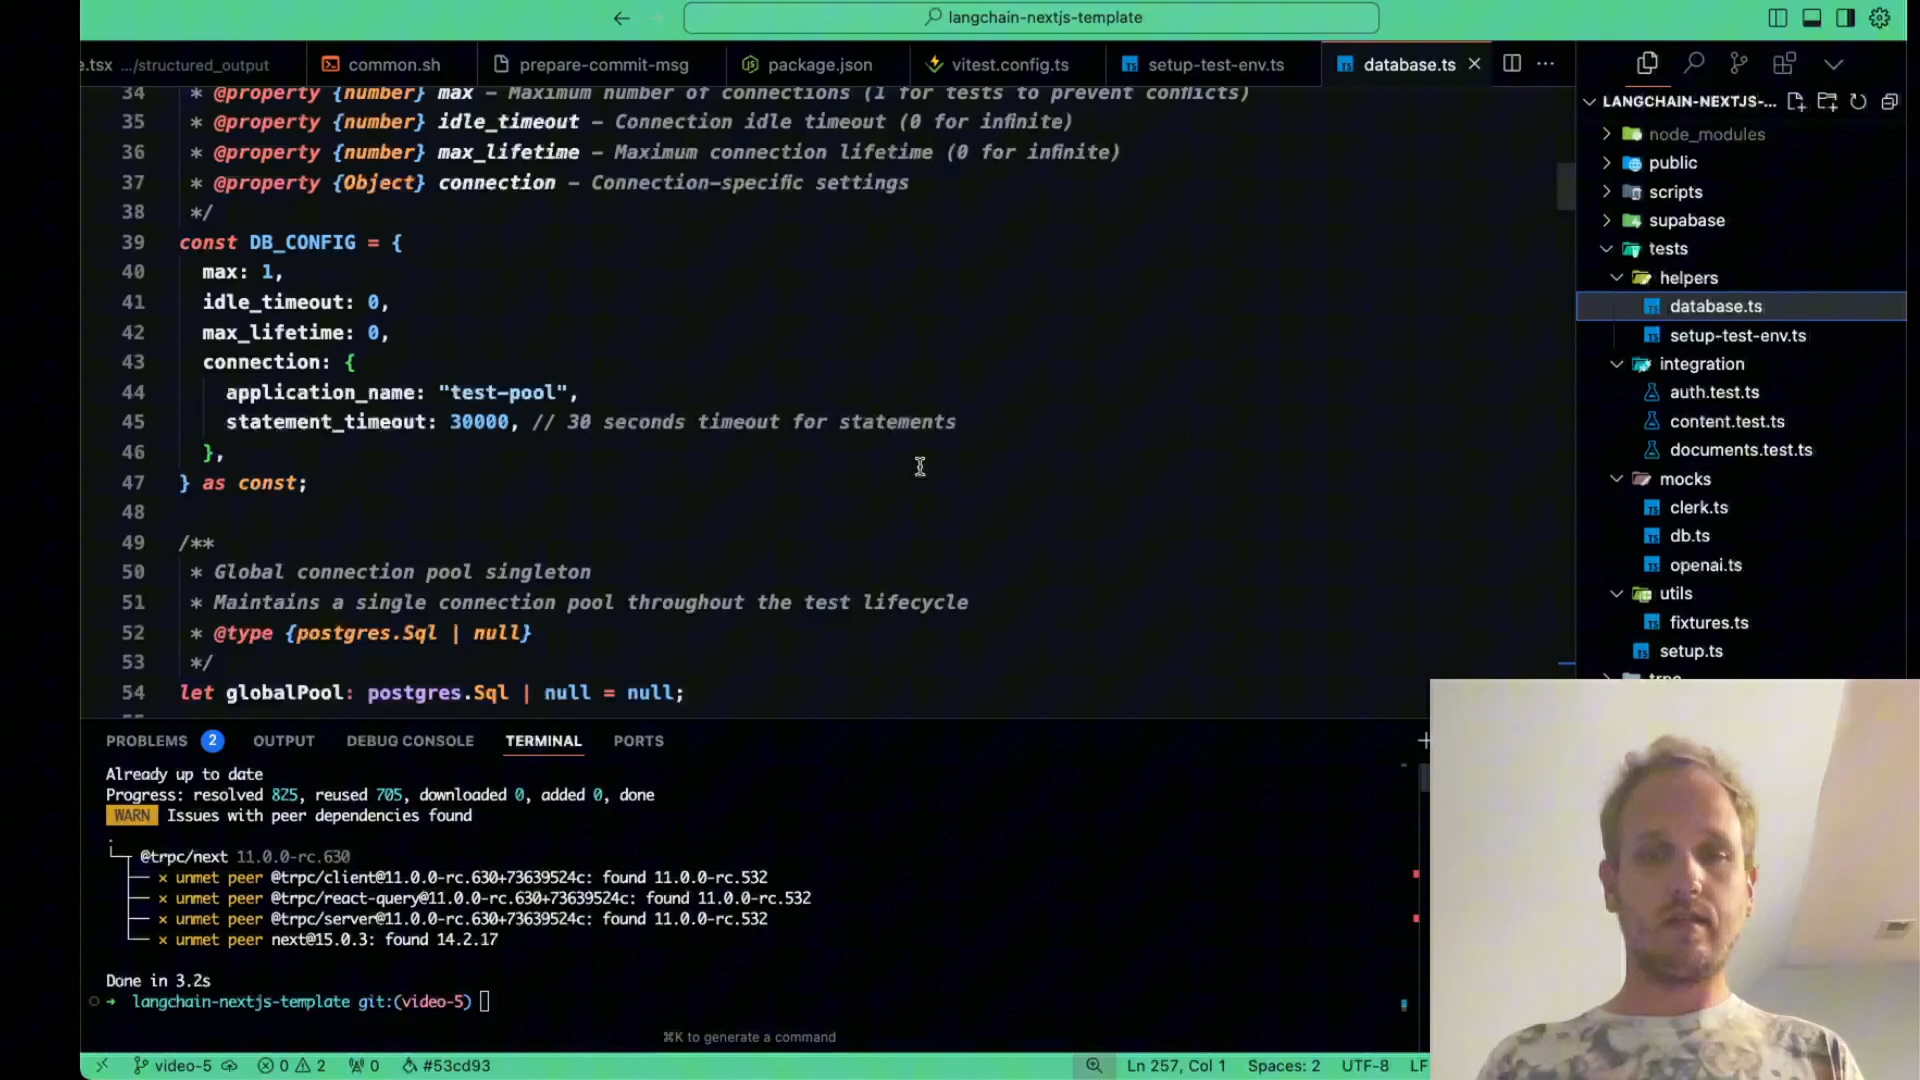 langchain-nextjs-template
e.tsx .../structured_output
common.sh
prepare-commit-msg
package.json
vitest.config.ts
setup-test-env.ts
database.ts
34 * @property {number} max – Maximum number of connections (1 for tests to prevent conflicts)
35 * @property {number} idle_timeout – Connection idle timeout (0 for infinite)
36 * @property {number} max_lifetime – Maximum connection lifetime (0 for infinite)
37 * @property {Object} connection – Connection-specific settings
38 */
39 const DB_CONFIG = {
40 max: 1,
41 idle_timeout: 0,
42 max_lifetime: 0,
43 connection: {
44 application_name: "test-pool",
45 statement_timeout: 30000, // 30 seconds timeout for statements
46 },
47 } as const;
48
49 /**
50 * Global connection pool singleton
51 * Maintains a single connection pool throughout the test lifecycle
52 * @type {postgres.Sql | null}
53 */
54 let globalPool: postgres.Sql | null = null;
LANGCHAIN-NEXTJS-...
node_modules
public
scripts
supabase
tests
helpers
database.ts
setup-test-env.ts
integration
auth.test.ts
content.test.ts
documents.test.ts
mocks
clerk.ts
db.ts
openai.ts
utils
fixtures.ts
setup.ts
PROBLEMS 2 OUTPUT DEBUG CONSOLE TERMINAL PORTS
Already up to date
Progress: resolved 825, reused 705, downloaded 0, added 0, done
WARN Issues with peer dependencies found
.
└─┬ @trpc/next 11.0.0-rc.630
├── × unmet peer @trpc/client@11.0.0-rc.630+73639524c: found 11.0.0-rc.532
├── × unmet peer @trpc/react-query@11.0.0-rc.630+73639524c: found 11.0.0-rc.532
├── × unmet peer @trpc/server@11.0.0-rc.630+73639524c: found 11.0.0-rc.532
└── × unmet peer next@15.0.3: found 14.2.17
Done in 3.2s
➜ langchain-nextjs-template git:(video-5)
⌘K to generate a command
video-5 0 2 0 #53cd93 Ln 257, Col 1 Spaces: 2 UTF-8 LF